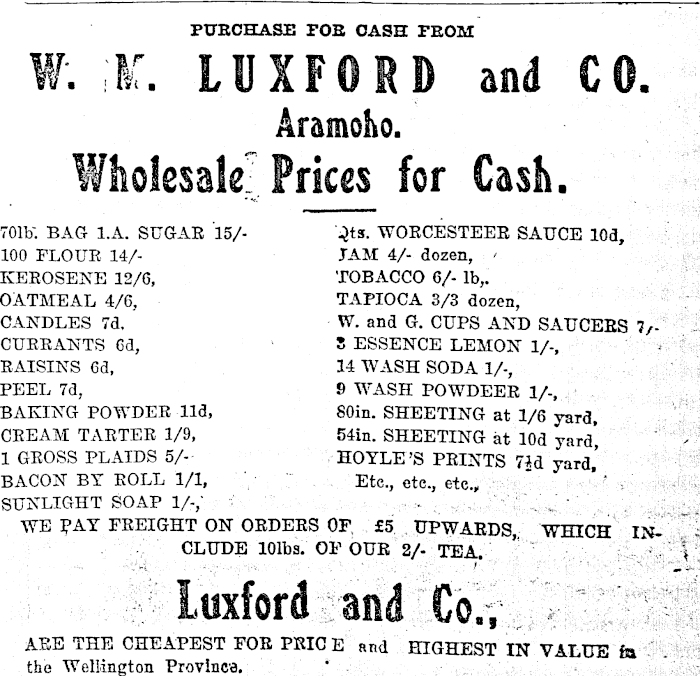 PURCHASE FOR CASH FROM
W. M. LUXFORD and CO.
Aramoho.
Wholesale Prices for Cash.
70lb. BAG 1.A. SUGAR 15/-
100 FLOUR 14/-
KEROSENE 12/6,
OATMEAL 4/6,
CANDLES 7d,
CURRANTS 6d,
RAISINS 6d,
PEEL 7d,
BAKING POWDER 11d,
CREAM TARTER 1/9,
1 GROSS PLAIDS 5/-
BACON BY ROLL 1/1,
SUNLIGHT SOAP 1/-,
Qts. WORCESTEER SAUCE 10d,
JAM 4/- dozen,
TOBACCO 6/- lb,.
TAPIOCA 3/3 dozen,
W. and G. CUPS AND SAUCERS 7/-
3 ESSENCE LEMON 1/-,
14 WASH SODA 1/-,
9 WASH POWDEER 1/-,
80in. SHEETING at 1/6 yard,
54in. SHEETING at 10d yard,
HOYLE'S PRINTS 7½d yard,
Etc., etc., etc.,
WE PAY FREIGHT ON ORDERS OF £5 UPWARDS, WHICH IN-
CLUDE 10lbs. OF OUR 2/- TEA.
Luxford and Co.,
ARE THE CHEAPEST FOR PRICE and HIGHEST IN VALUE in
the Wellington Province.